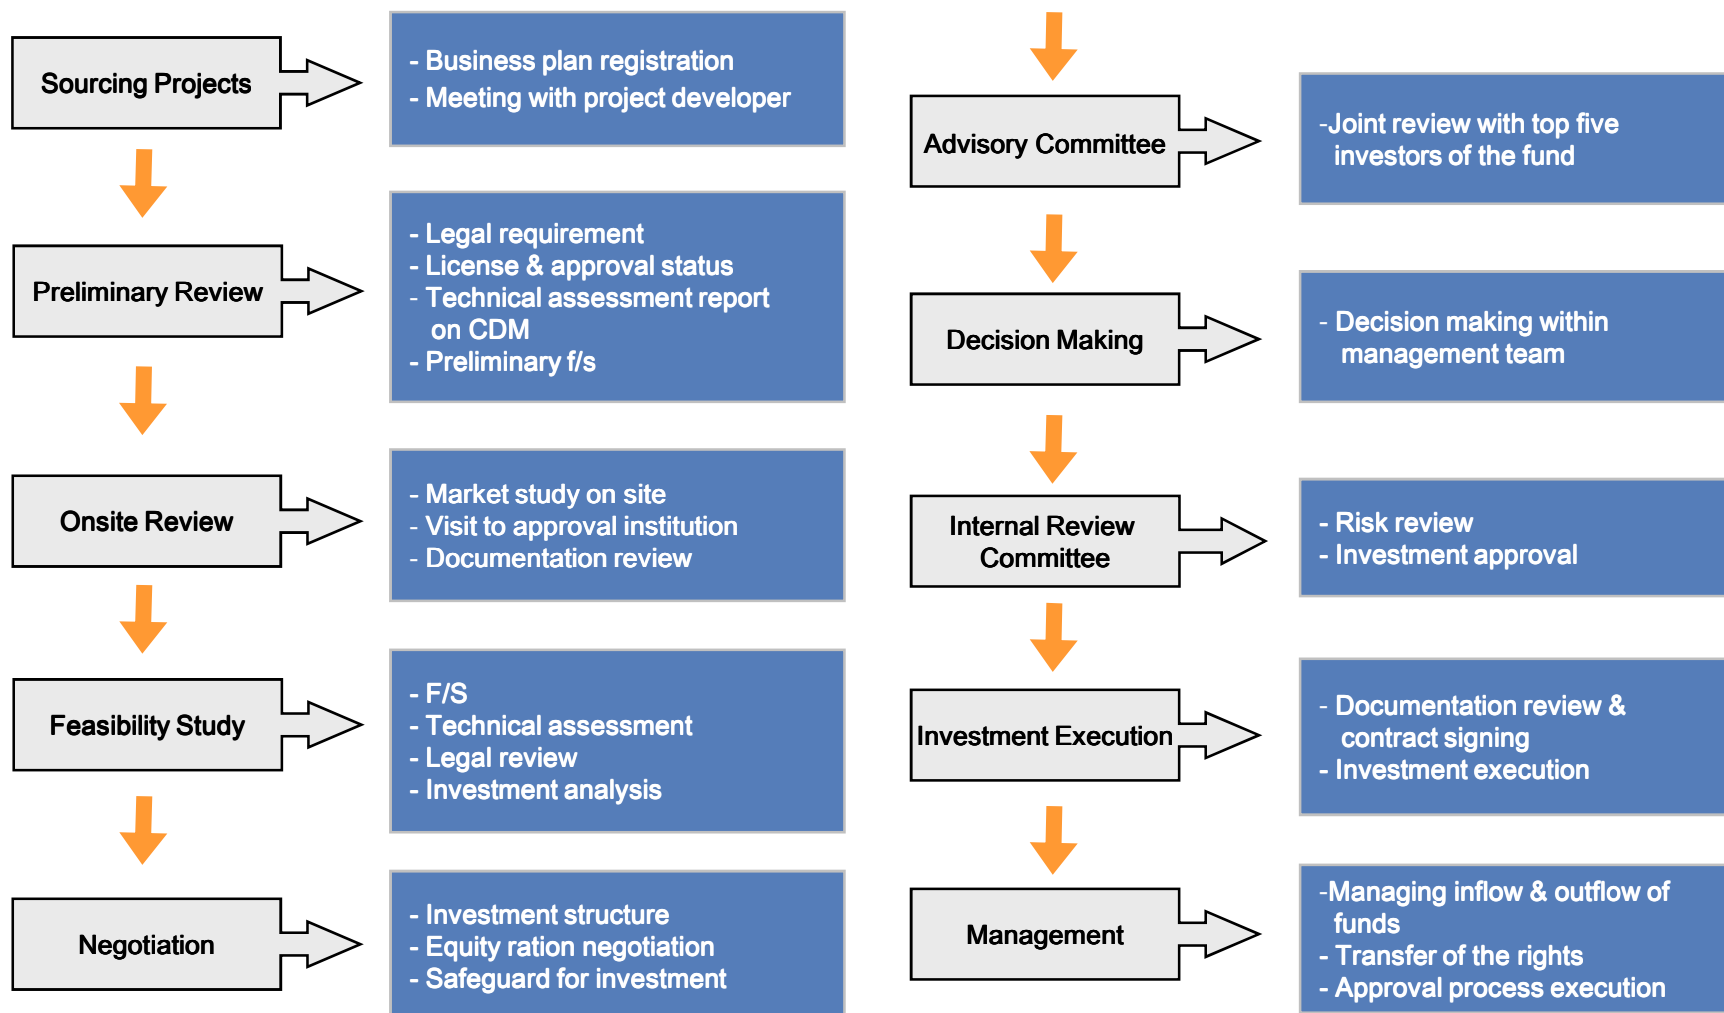 Sourcing Projects
- Business plan registration
- Meeting with project developer
Preliminary Review
- Legal requirement
- License & approval status
- Technical assessment report
on CDM
- Preliminary f/s
Onsite Review
- Market study on site
- Visit to approval institution
- Documentation review
Feasibility Study
- F/S
- Technical assessment
- Legal review
- Investment analysis
Negotiation
- Investment structure
- Equity ration negotiation
- Safeguard for investment
Advisory Committee
-Joint review with top five
investors of the fund
Decision Making
- Decision making within
management team
Internal Review
Committee
- Risk review
- Investment approval
Investment Execution
- Documentation review &
contract signing
- Investment execution
Management
-Managing inflow & outflow of
funds
- Transfer of the rights
- Approval process execution